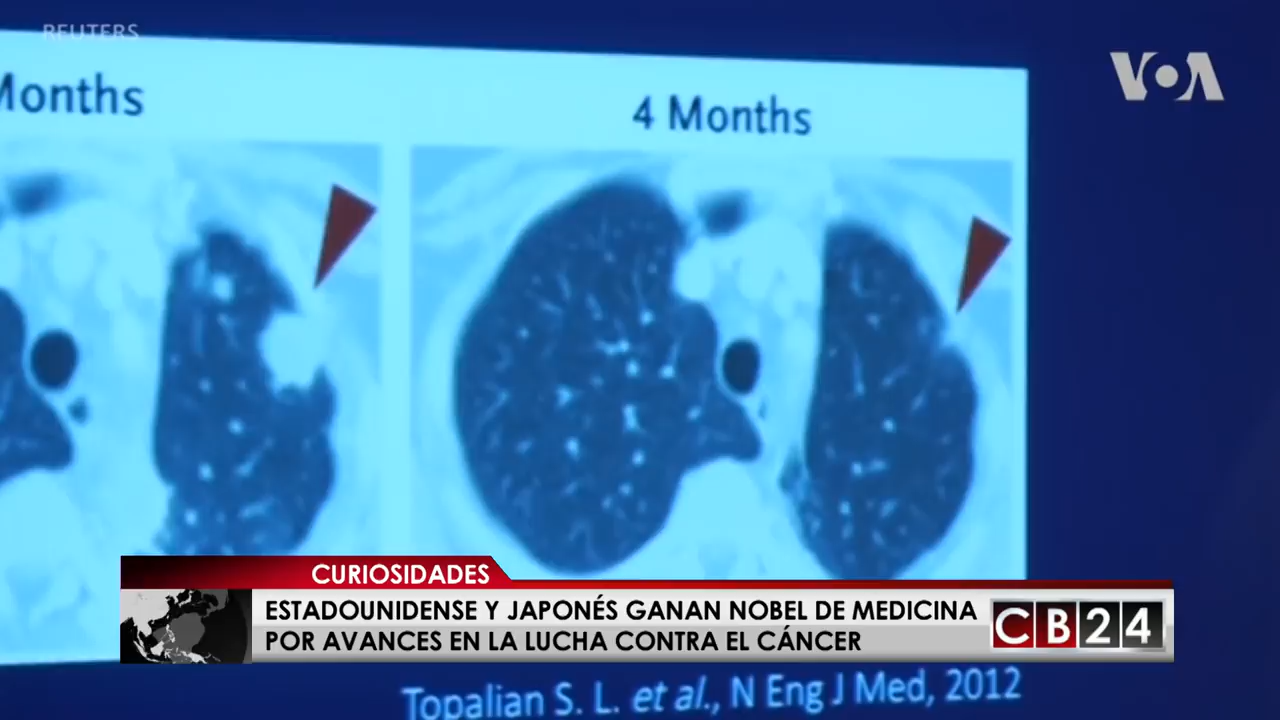 REUTERS
VOA
Months
4 Months
CURIOSIDADES
ESTADOUNIDENSE Y JAPONÉS GANAN NOBEL DE MEDICINA
POR AVANCES EN LA LUCHA CONTRA EL CÁNCER
CB24
Topalian S. L. et al., N Eng J Med, 2012